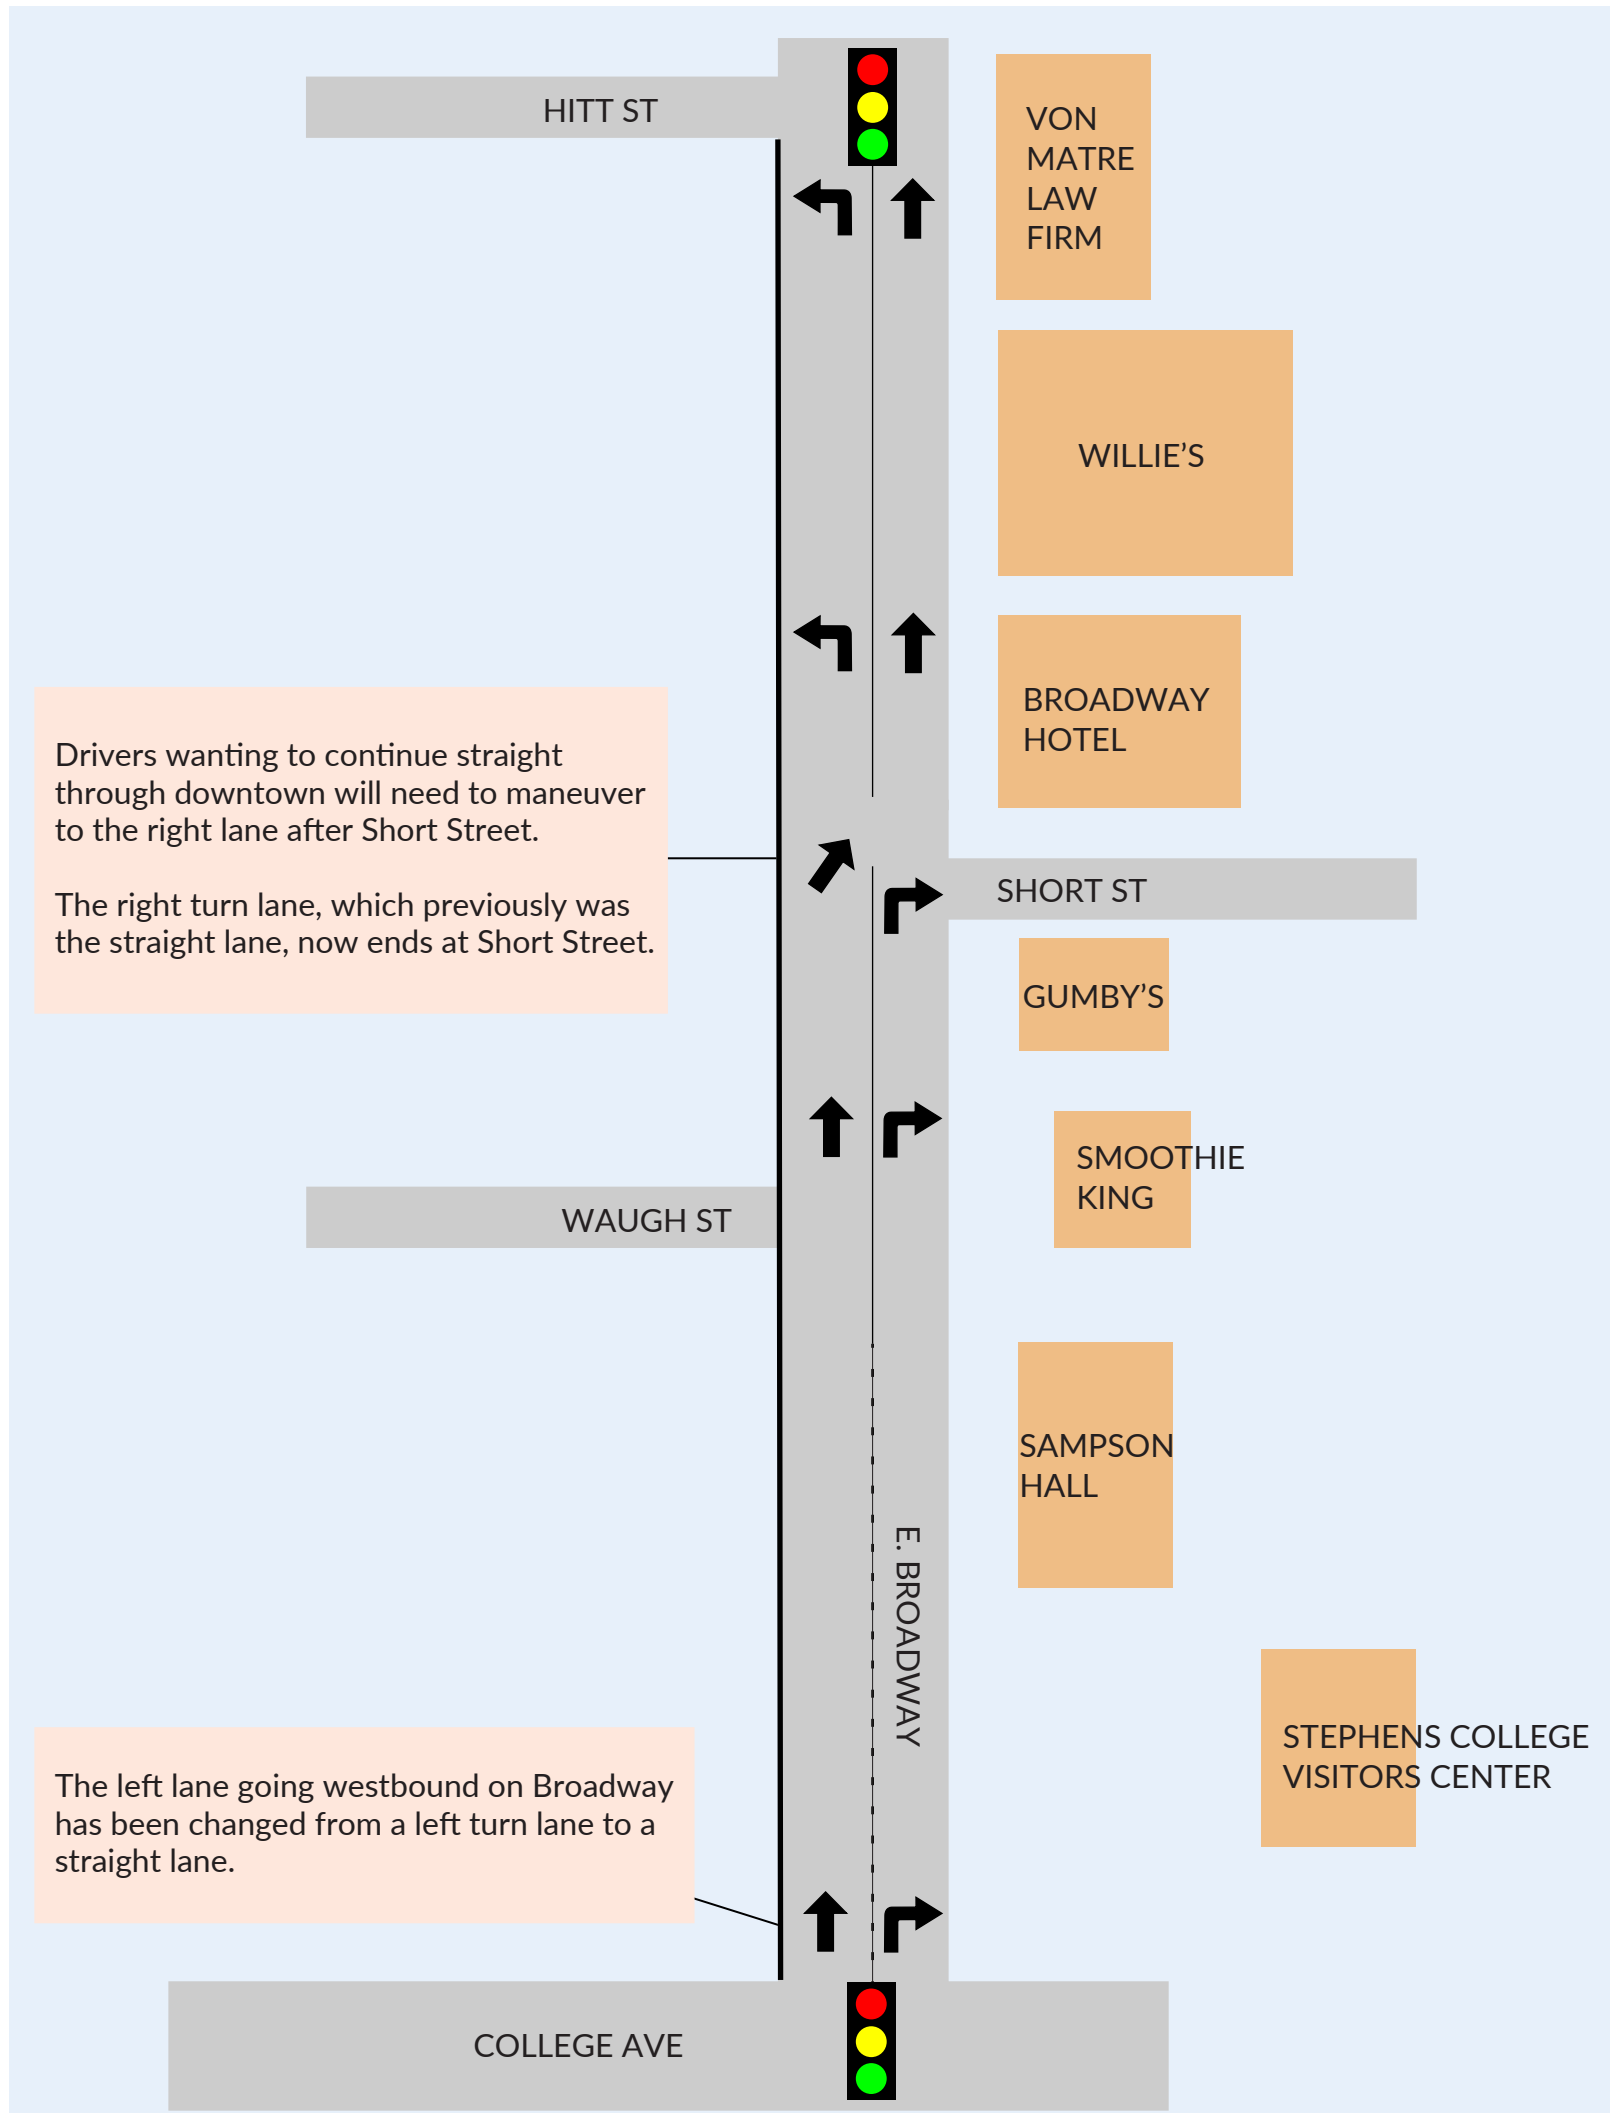 HITT ST
VON
MATRE
LAW
FIRM
WILLIE’S
BROADWAY
HOTEL
Drivers wanting to continue straight
through downtown will need to maneuver
to the right lane after Short Street.
The right turn lane, which previously was
the straight lane, now ends at Short Street.
SHORT ST
GUMBY’S
SMOOTHIE
KING
WAUGH ST
SAMPSON
HALL
E. BROADWAY
STEPHENS COLLEGE
VISITORS CENTER
The left lane going westbound on Broadway
has been changed from a left turn lane to a
straight lane.
COLLEGE AVE